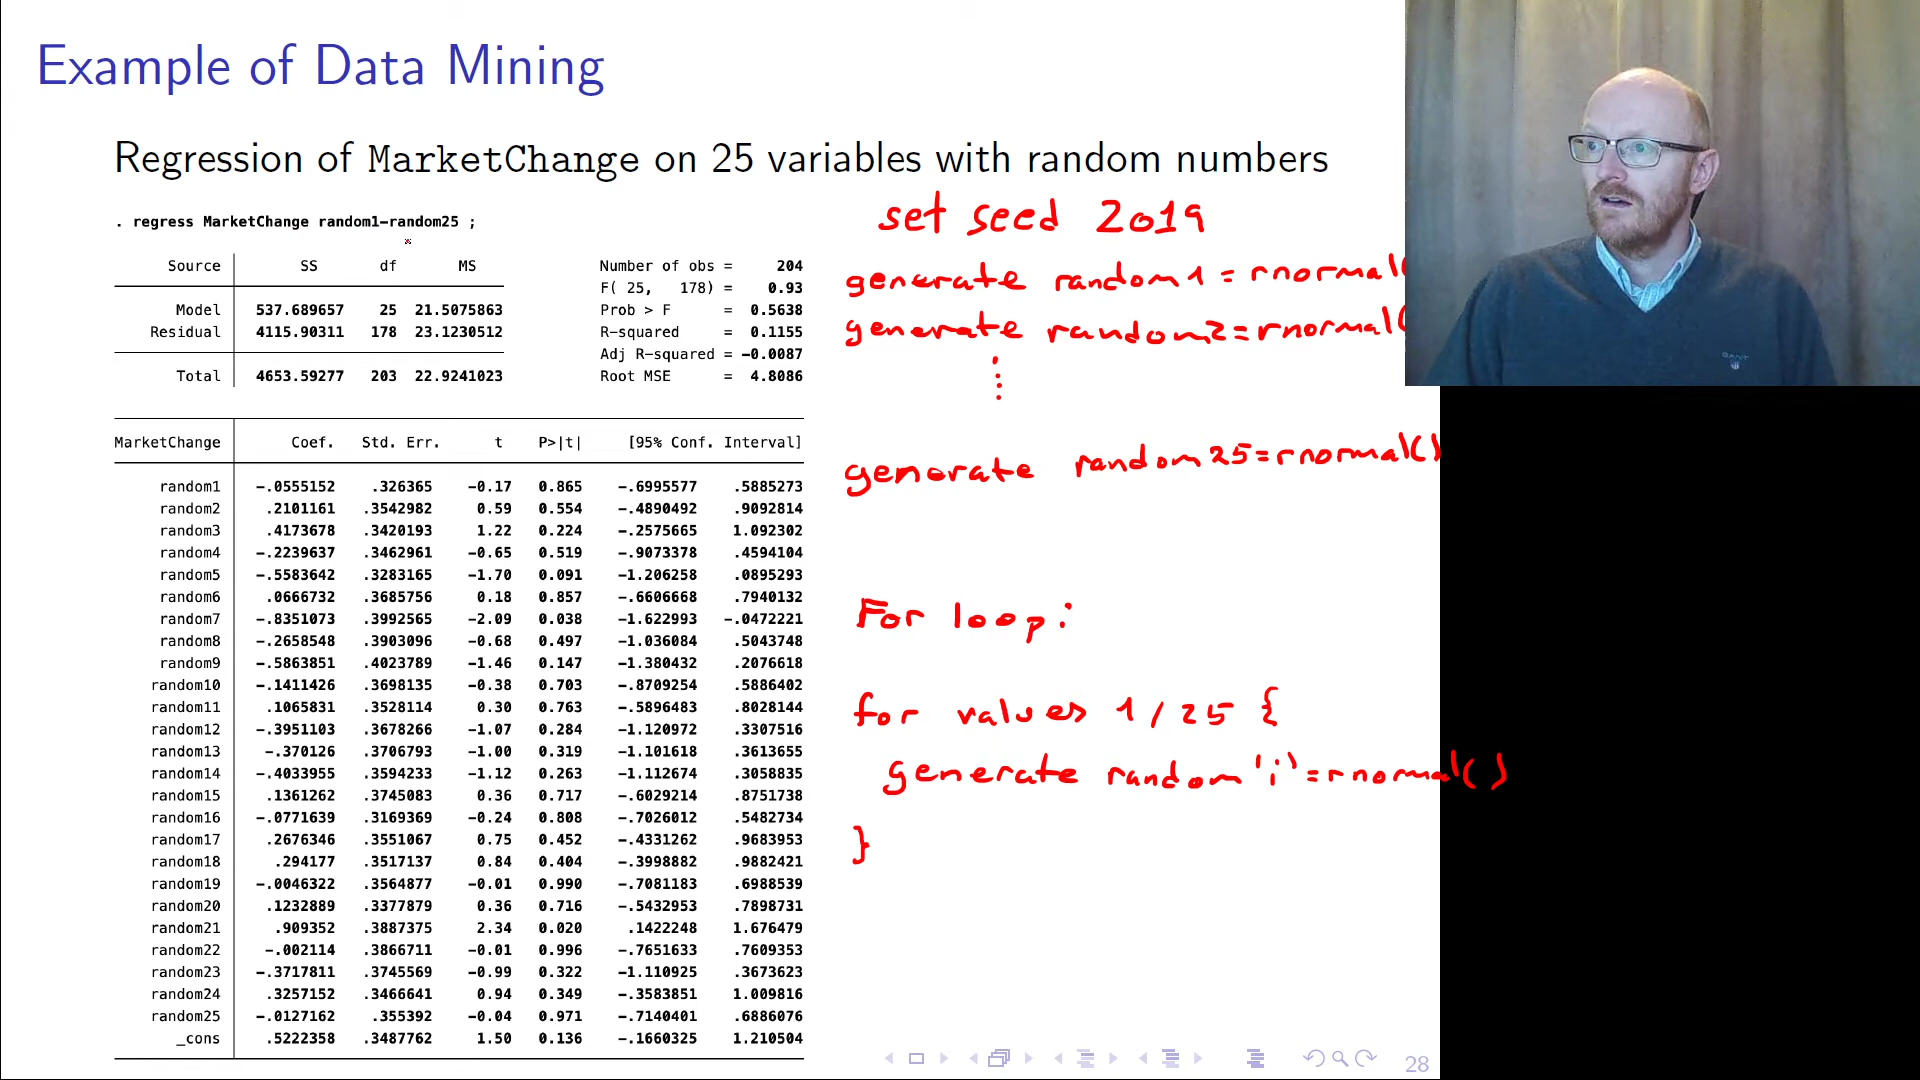 Example of Data Mining
Regression of MarketChange on 25 variables with random numbers
. regress MarketChange random1-random25 ;
Source SS df MS
Model 537.689657 25 21.5075863
Residual 4115.90311 178 23.1230512
Total 4653.59277 203 22.9241023
Number of obs = 204
F( 25, 178) = 0.93
Prob > F = 0.5638
R-squared = 0.1155
Adj R-squared = -0.0087
Root MSE = 4.8086
MarketChange Coef. Std. Err. t P>|t| [95% Conf. Interval]
random1 -.0555152 .326365 -0.17 0.865 -.6995577 .5885273
random2 .2101161 .3542982 0.59 0.554 -.4890492 .9092814
random3 .4173678 .3420193 1.22 0.224 -.2575665 1.092302
random4 -.2239637 .3462961 -0.65 0.519 -.9073378 .4594104
random5 -.5583642 .3283165 -1.70 0.091 -1.206258 .0895293
random6 .0666732 .3685756 0.18 0.857 -.6606668 .7940132
random7 -.8351073 .3992565 -2.09 0.038 -1.622993 -.0472221
random8 -.2658548 .3903096 -0.68 0.497 -1.036084 .5043748
random9 -.5863851 .4023789 -1.46 0.147 -1.380432 .2076618
random10 -.1411426 .3698135 -0.38 0.703 -.8709254 .5886402
random11 .1065831 .3528114 0.30 0.763 -.5896483 .8028144
random12 -.3951103 .3678266 -1.07 0.284 -1.120972 .3307516
random13 -.370126 .3706793 -1.00 0.319 -1.101618 .3613655
random14 -.4033955 .3594233 -1.12 0.263 -1.112674 .3058835
random15 .1361262 .3745083 0.36 0.717 -.6029214 .8751738
random16 -.0771639 .3169369 -0.24 0.808 -.7026012 .5482734
random17 .2676346 .3551067 0.75 0.452 -.4331262 .9683953
random18 .294177 .3517137 0.84 0.404 -.3998882 .9882421
random19 -.0046322 .3564877 -0.01 0.990 -.7081183 .6988539
random20 .1232889 .3377879 0.36 0.716 -.5432953 .7898731
random21 .909352 .3887375 2.34 0.020 .1422248 1.676479
random22 -.002114 .3866711 -0.01 0.996 -.7651633 .7609353
random23 -.3717811 .3745569 -0.99 0.322 -1.110925 .3673623
random24 .3257152 .3466641 0.94 0.349 -.3583851 1.009816
random25 -.0127162 .355392 -0.04 0.971 -.7140401 .6886076
_cons .5222358 .3487762 1.50 0.136 -.1660325 1.210504
set seed 2019
generate random1 = rnormal(
generate random2=rnormal(
⋮
generate random25=rnormal()
For loop:
for values 1/25 {
generate random'i'=rnormal()
}
GANT
28